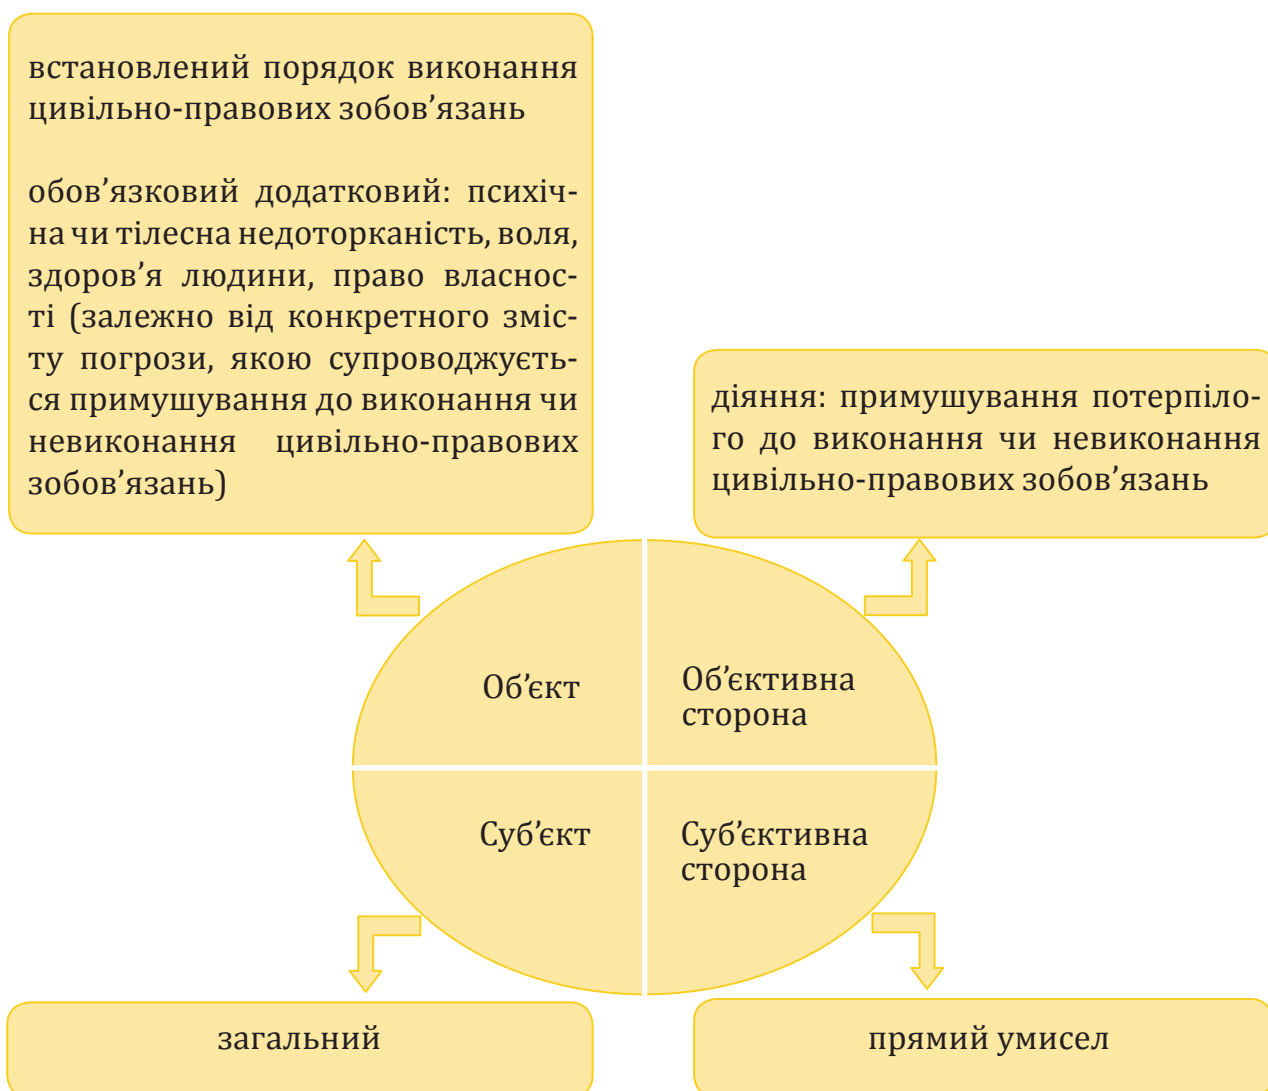 встановлений порядок виконання
цивільно-правових зобов’язань
обов’язковий додатковий: психіч-
на чи тілесна недоторканість, воля,
здоров’я людини, право власнос-
ті (залежно від конкретного зміс-
ту погрози, якою супроводжуєть-
ся примушування до виконання чи
невиконання цивільно-правових
зобов’язань)
діяння: примушування потерпіло-
го до виконання чи невиконання
цивільно-правових зобов’язань
Об’єкт
Об’єктивна
сторона
Суб’єкт
Суб’єктивна
сторона
загальний
прямий умисел